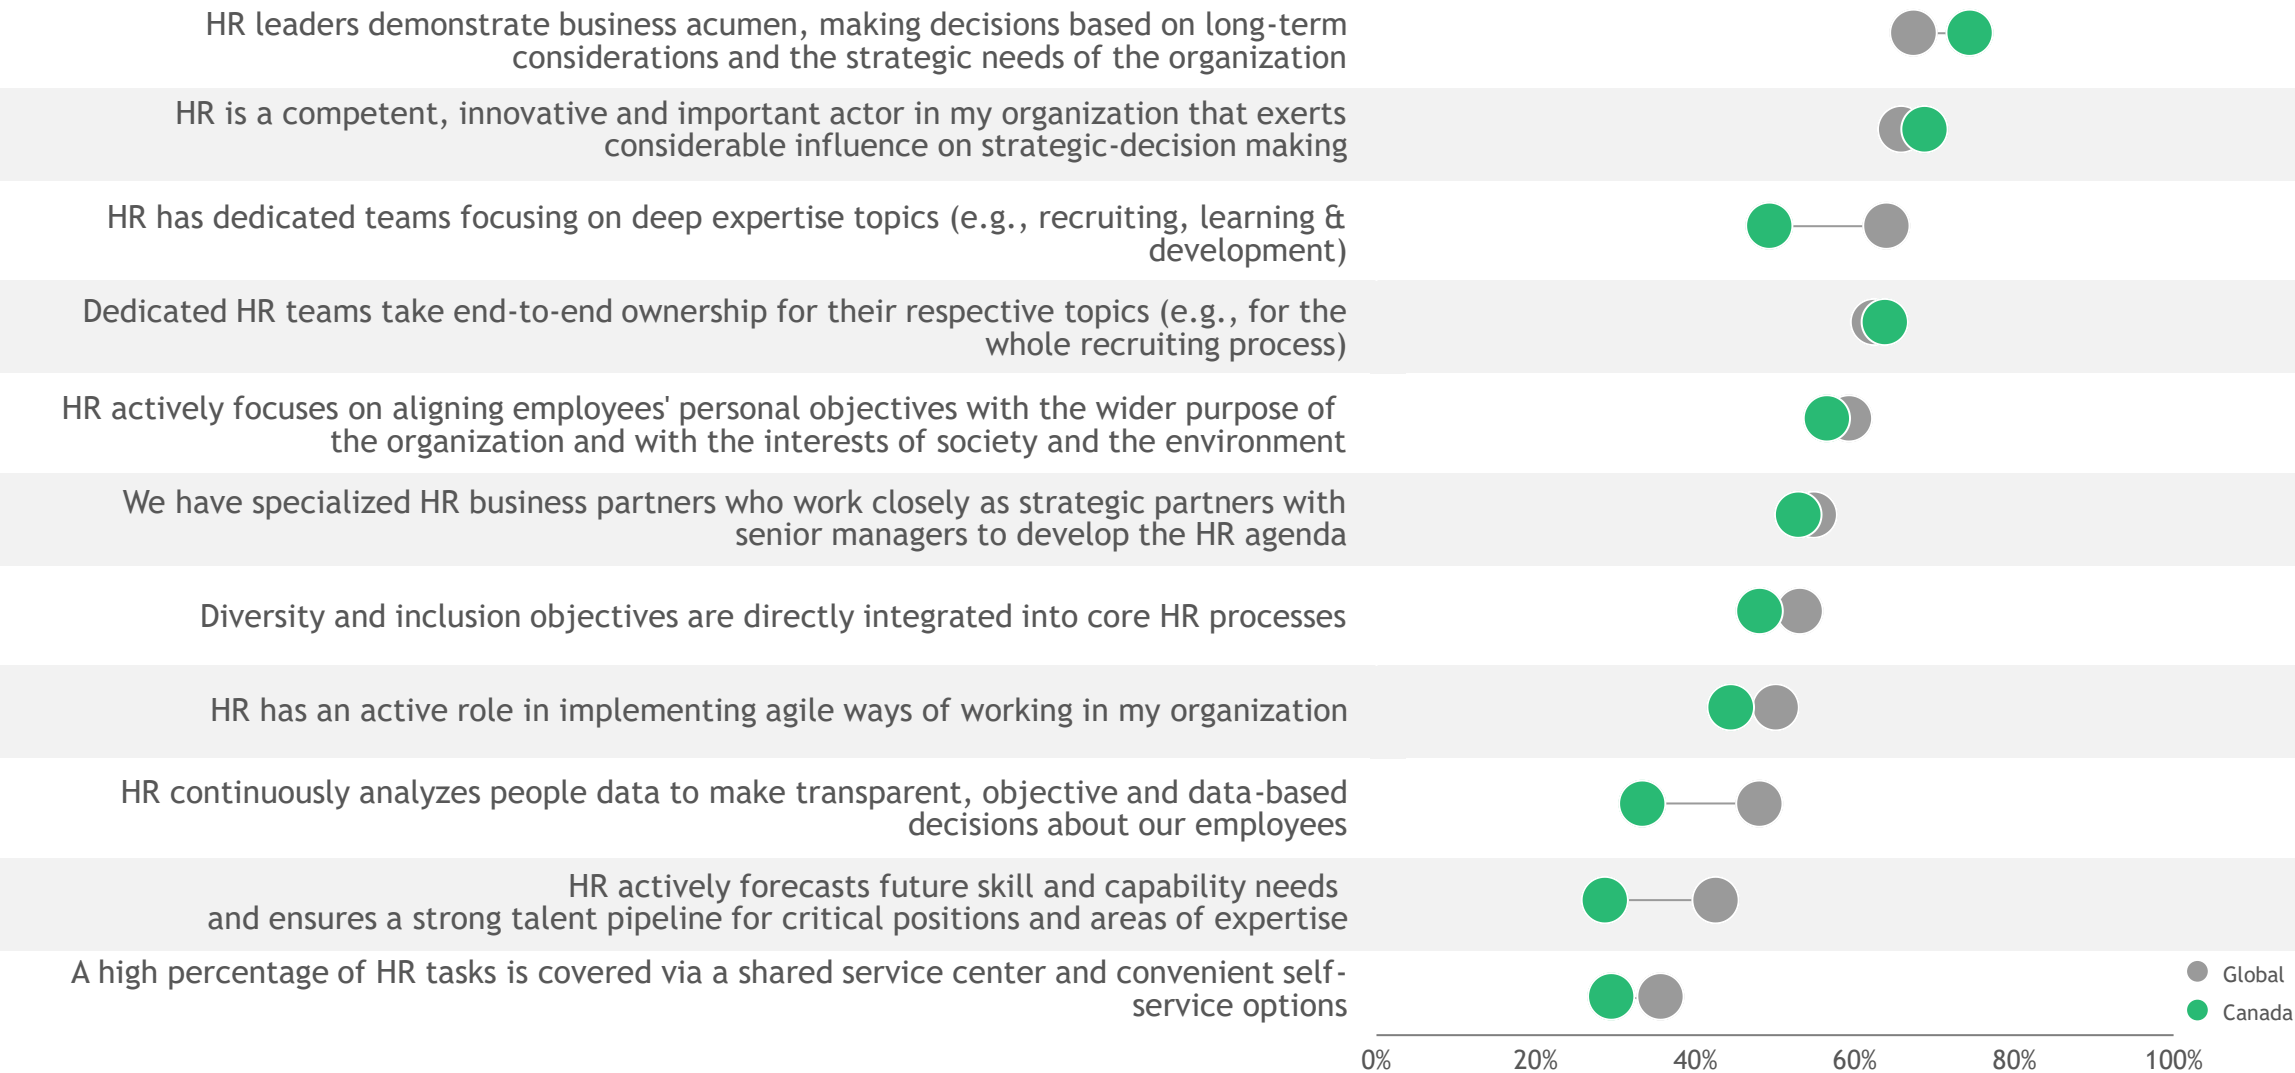 HR leaders demonstrate business acumen, making decisions based on long-term
considerations and the strategic needs of the organization
HR is a competent, innovative and important actor in my organization that exerts
considerable influence on strategic-decision making
HR has dedicated teams focusing on deep expertise topics (e.g., recruiting, learning &
development)
Dedicated HR teams take end-to-end ownership for their respective topics (e.g., for the
whole recruiting process)
HR actively focuses on aligning employees' personal objectives with the wider purpose of
the organization and with the interests of society and the environment
We have specialized HR business partners who work closely as strategic partners with
senior managers to develop the HR agenda
Diversity and inclusion objectives are directly integrated into core HR processes
HR has an active role in implementing agile ways of working in my organization
HR continuously analyzes people data to make transparent, objective and data-based
decisions about our employees
HR actively forecasts future skill and capability needs
and ensures a strong talent pipeline for critical positions and areas of expertise
A high percentage of HR tasks is covered via a shared service center and convenient self-
service options
Global
Canada
0% 20% 40% 60% 80% 100%